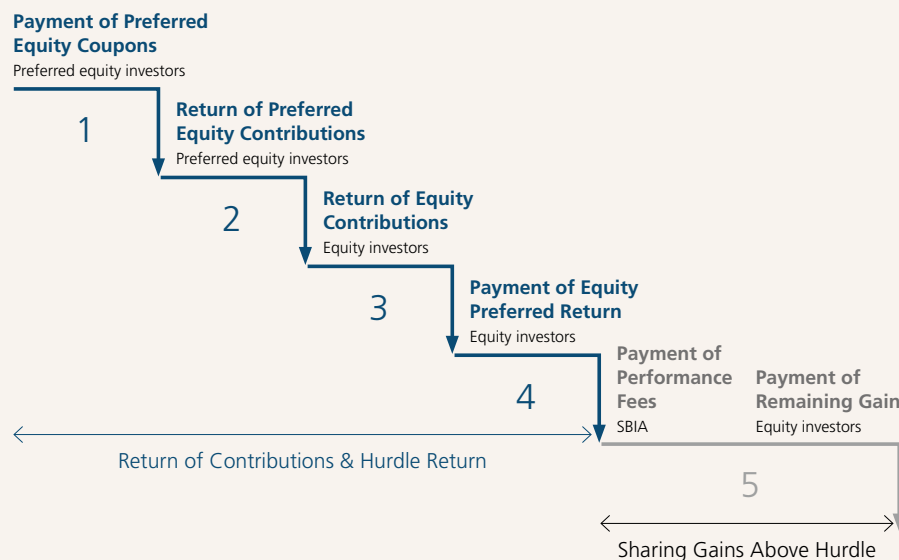 Payment of Preferred
Equity Coupons
Preferred equity investors
1
Return of Preferred
Equity Contributions
Preferred equity investors
2
Return of Equity
Contributions
Equity investors
3
Payment of Equity
Preferred Return
Equity investors
4
Payment of
Performance
Fees
SBIA
Payment of
Remaining Gain
Equity investors
5
Return of Contributions & Hurdle Return
Sharing Gains Above Hurdle